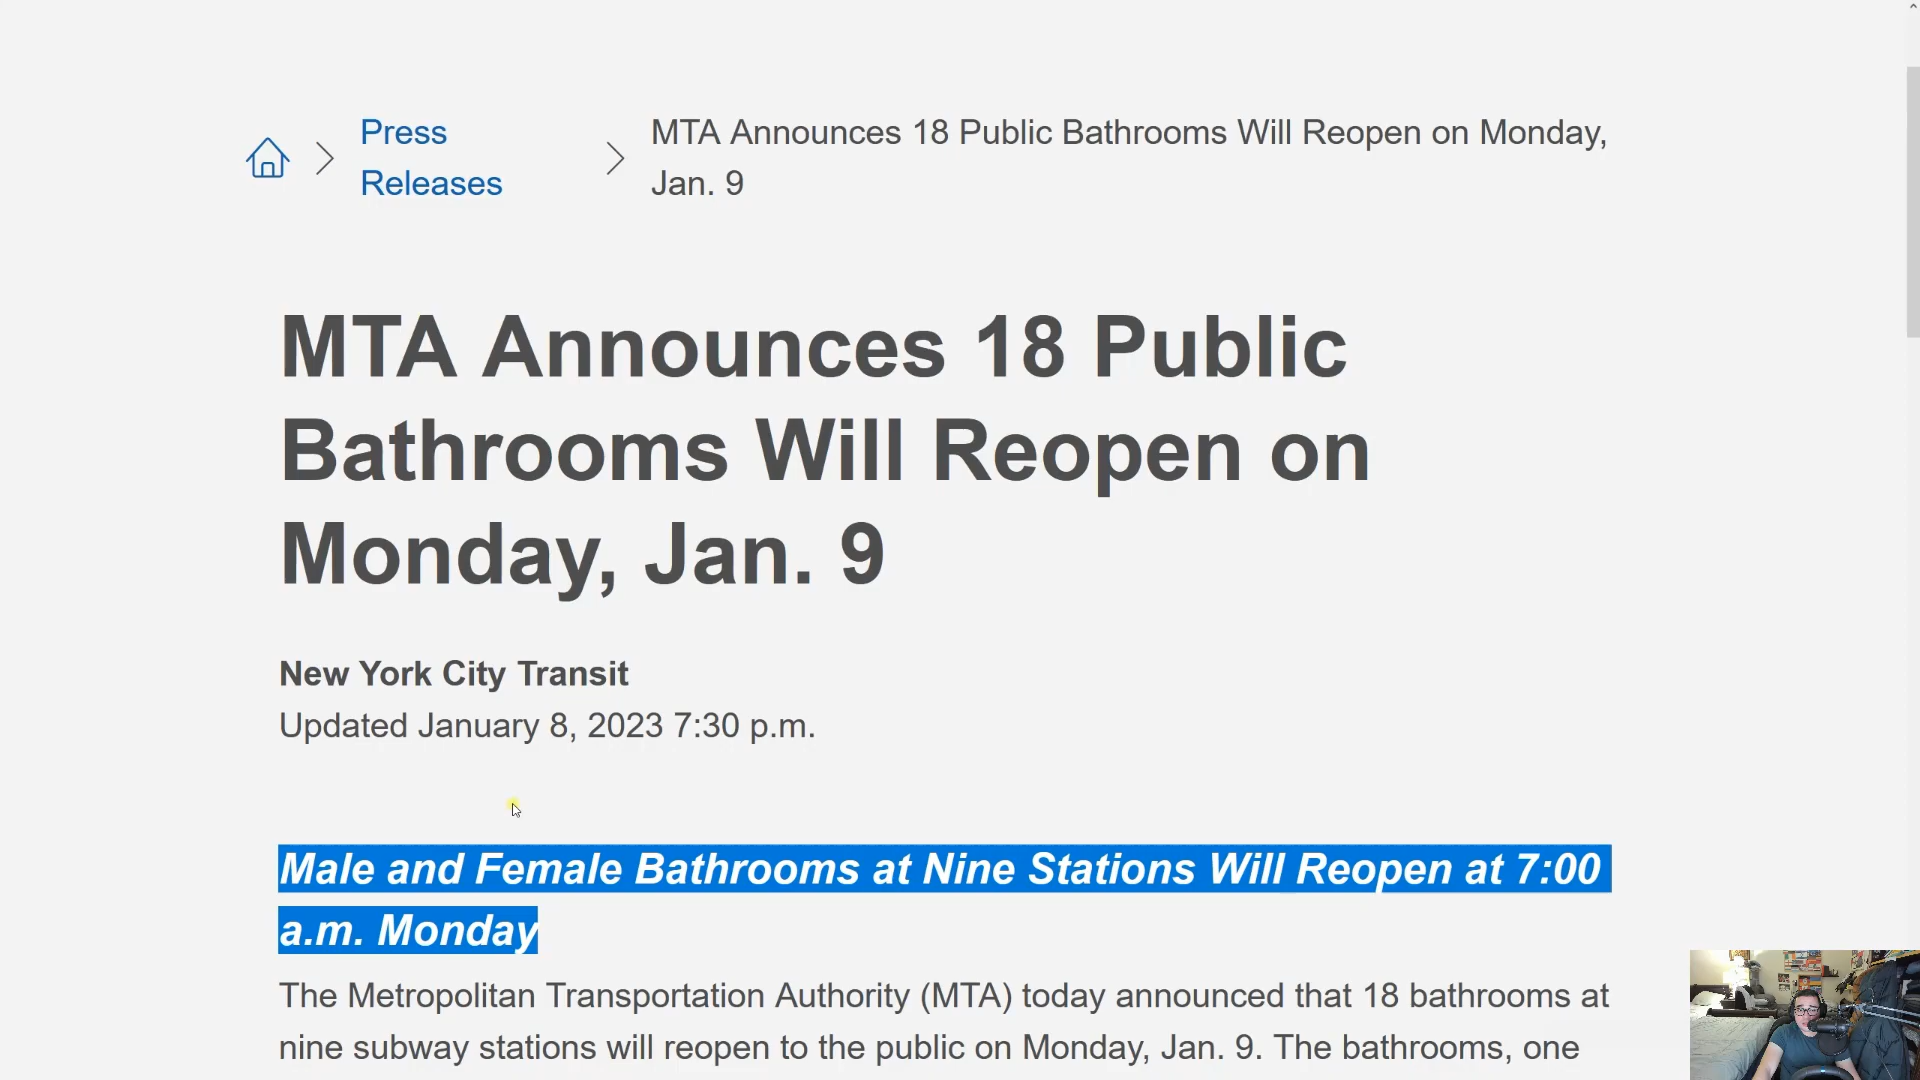 Press
Releases
MTA Announces 18 Public Bathrooms Will Reopen on Monday,
Jan. 9
MTA Announces 18 Public
Bathrooms Will Reopen on
Monday, Jan. 9
New York City Transit
Updated January 8, 2023 7:30 p.m.
Male and Female Bathrooms at Nine Stations Will Reopen at 7:00
a.m. Monday
The Metropolitan Transportation Authority (MTA) today announced that 18 bathrooms at
nine subway stations will reopen to the public on Monday, Jan. 9. The bathrooms, one